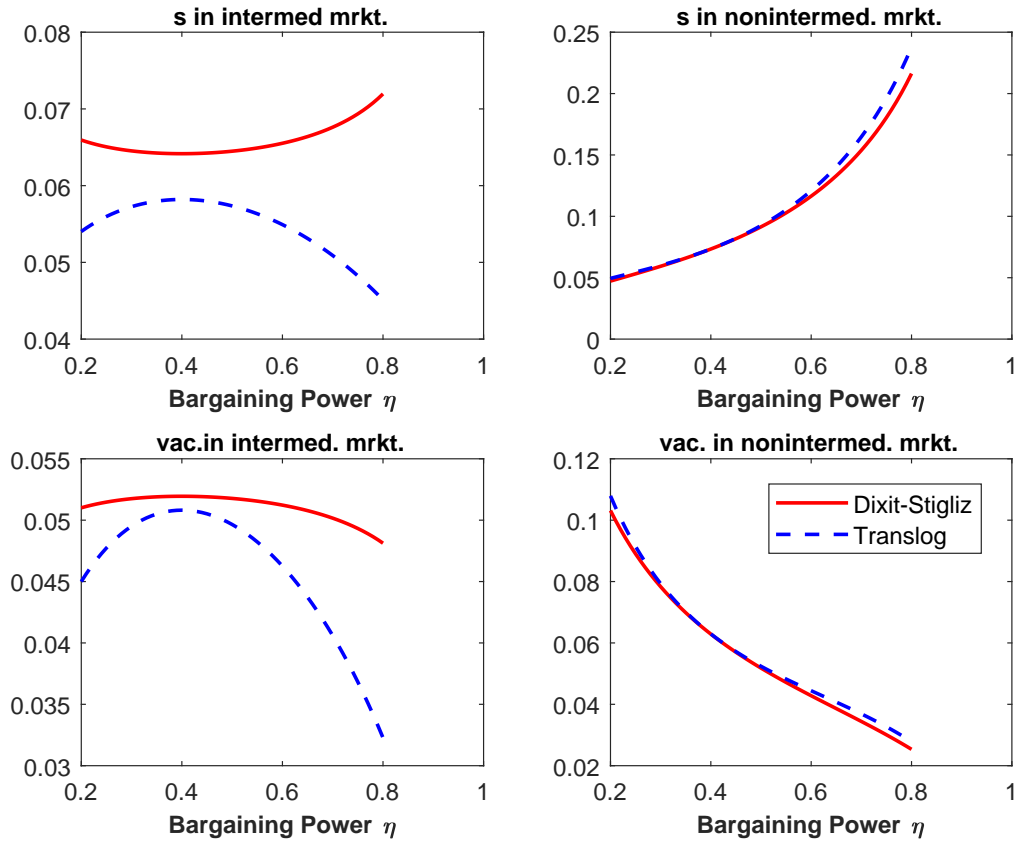 s in intermed mrkt.
0.08
0.07
0.06
0.05
0.04
0.2 0.4 0.6 0.8 1
Bargaining Power η
s in nonintermed. mrkt.
0.25
0.2
0.15
0.1
0.05
0
0.2 0.4 0.6 0.8 1
Bargaining Power η
vac.in intermed. mrkt.
0.055
0.05
0.045
0.04
0.035
0.03
0.2 0.4 0.6 0.8 1
Bargaining Power η
vac. in nonintermed. mrkt.
0.12
0.1
0.08
0.06
0.04
0.02
0.2 0.4 0.6 0.8 1
Bargaining Power η
Dixit-Stigliz
Translog